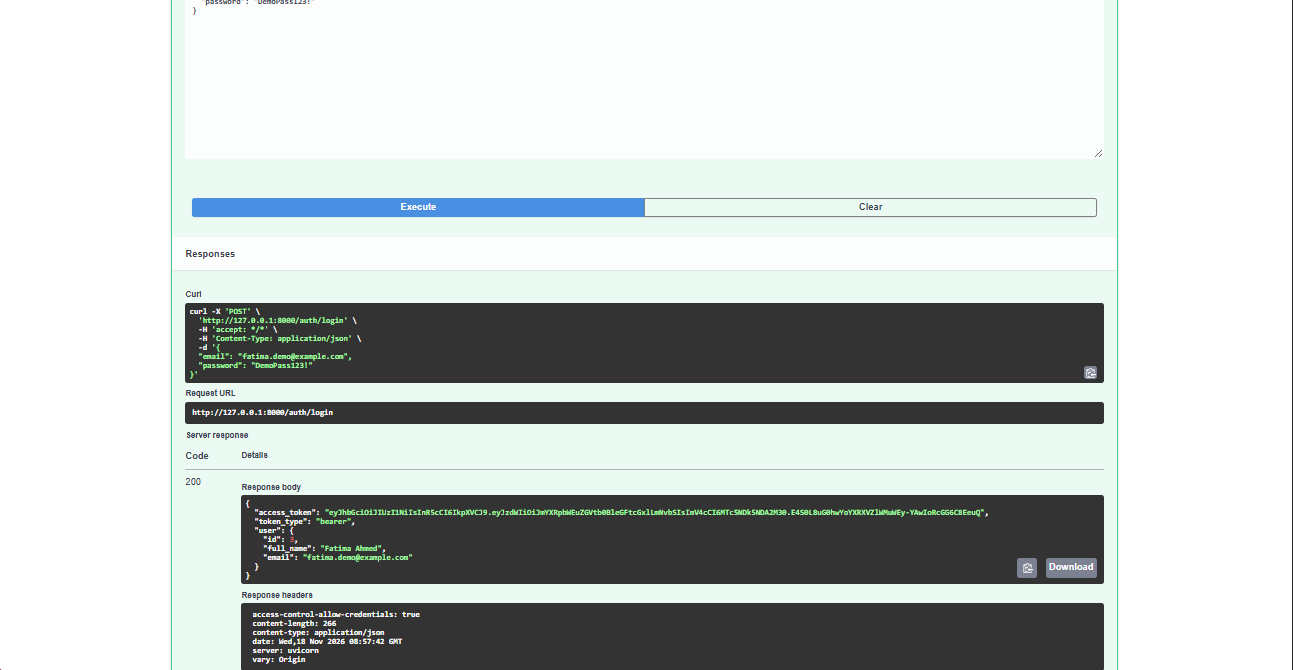 "password": "DemoPass123!"
}
Execute
Clear
Responses
Curl
curl -X 'POST' \
'http://127.0.0.1:8000/auth/login' \
-H 'accept: */*' \
-H 'Content-Type: application/json' \
-d '{
"email": "fatima.demo@example.com",
"password": "DemoPass123!"
}'
Request URL
http://127.0.0.1:8000/auth/login
Server response
Code
Details
200
Response body
{
"access_token":
"token_type": "bearer",
"user": {
"id": 3,
"full_name": "Fatima Ahmed",
"email": "fatima.demo@example.com"
}
}
Download
Response headers
access-control-allow-credentials: true
content-length: 266
content-type: application/json
date: Wed,18 Nov 2026 08:57:42 GMT
server: uvicorn
vary: Origin